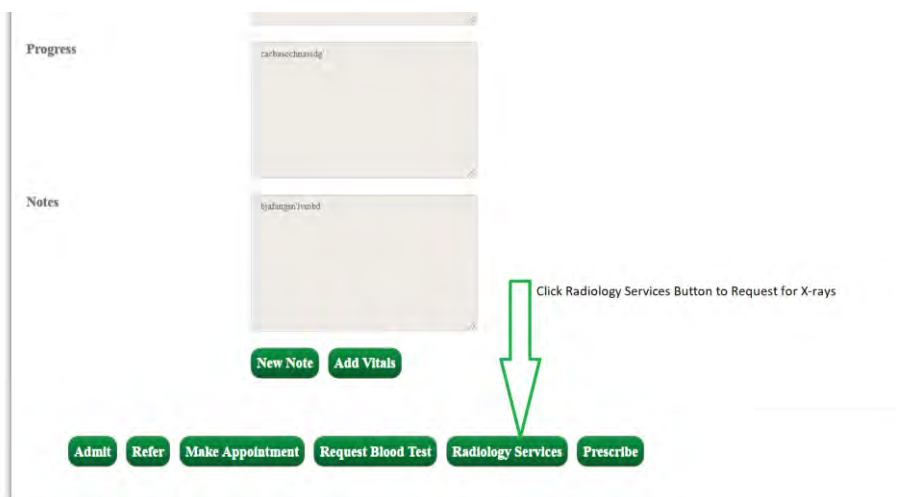 Progress
Notes
Click Radiology Services Button to Request for X-rays
New Note Add Vitals
Admit Refer Make Appointment Request Blood Test Radiology Services Prescribe